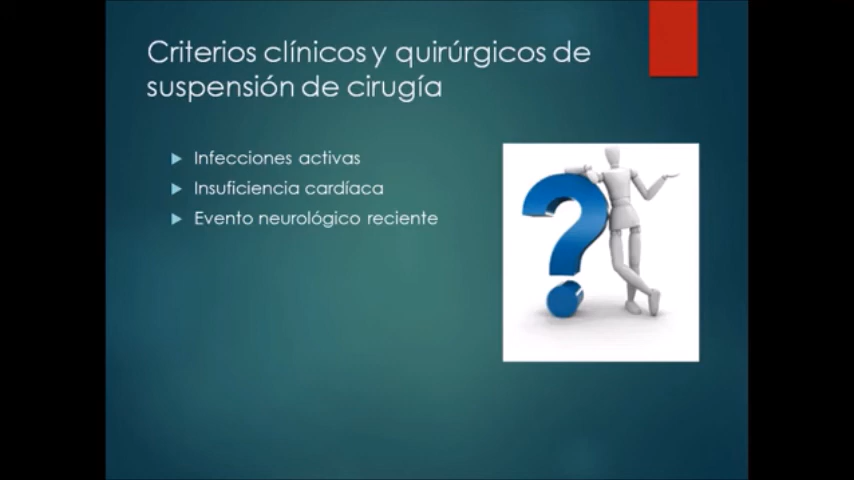 Criterios clínicos y quirúrgicos de
suspensión de cirugía
Infecciones activas
Insuficiencia cardíaca
Evento neurológico reciente